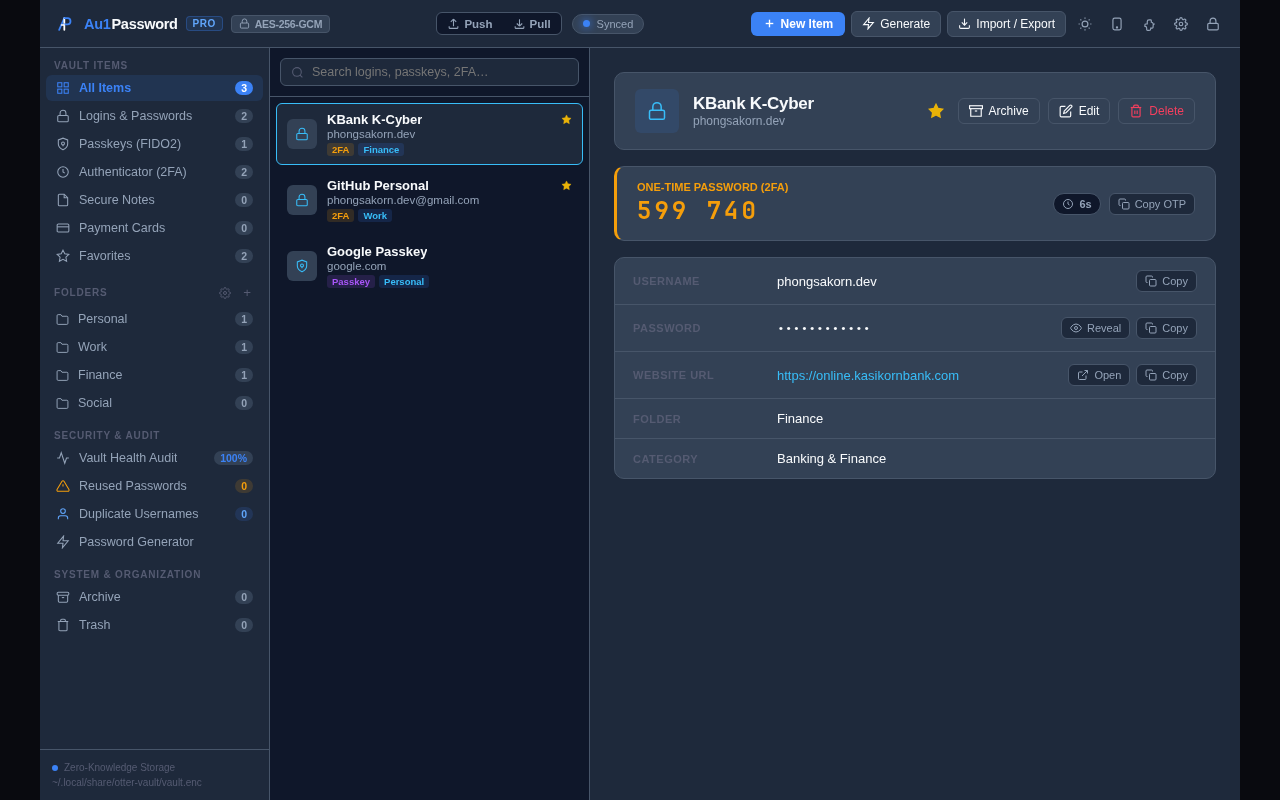 Au1Password PRO AES-256-GCM Push Pull Synced + New Item Generate Import / Export
VAULT ITEMS
All Items 3
Logins & Passwords 2
Passkeys (FIDO2) 1
Authenticator (2FA) 2
Secure Notes 0
Payment Cards 0
Favorites 2
FOLDERS +
Personal 1
Work 1
Finance 1
Social 0
SECURITY & AUDIT
Vault Health Audit 100%
Reused Passwords 0
Duplicate Usernames 0
Password Generator
SYSTEM & ORGANIZATION
Archive 0
Trash 0
Zero-Knowledge Storage
~/.local/share/otter-vault/vault.enc
Search logins, passkeys, 2FA…
KBank K-Cyber
phongsakorn.dev
2FA Finance
GitHub Personal
phongsakorn.dev@gmail.com
2FA Work
Google Passkey
google.com
Passkey Personal
KBank K-Cyber
phongsakorn.dev
Archive Edit Delete
ONE-TIME PASSWORD (2FA)
599 740
6s Copy OTP
USERNAME phongsakorn.dev Copy
PASSWORD •••••••••••• Reveal Copy
WEBSITE URL https://online.kasikornbank.com Open Copy
FOLDER Finance
CATEGORY Banking & Finance